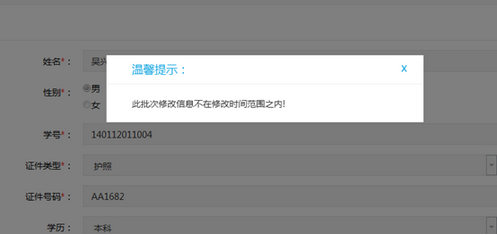 温馨提示：
X
姓名*： 吴兴
此批次修改信息不在修改时间范围之内!
性别*： 男
女
学号： 140112011004
证件类型*： 护照
证件号码*： AA1682
学历： 本科